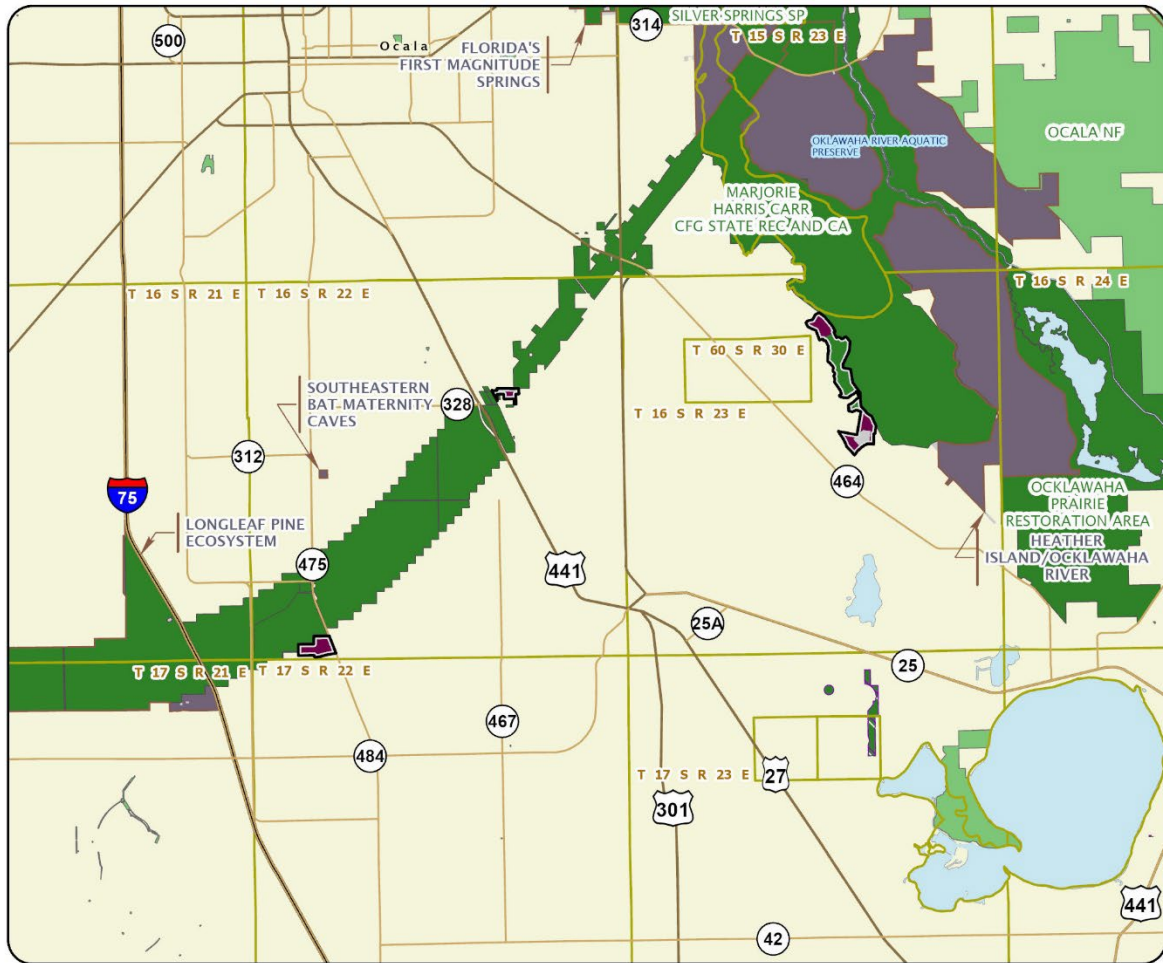 500
Ocala
FLORIDA'S
FIRST MAGNITUDE
SPRINGS
314
SILVER SPRINGS SP
T 15 S R 23 E
OCALA NF
OKLAWAHA RIVER AQUATIC
PRESERVE
MARJORIE
HARRIS CARR
CFG STATE REC AND CA
T 16 S R 21 E
T 16 S R 22 E
T 16 S R 24 E
T 60 S R 30 E
SOUTHEASTERN
BAT MATERNITY
CAVES
328
T 16 S R 23 E
312
464
75
LONGLEAF PINE
ECOSYSTEM
OCKLAWAHA
PRAIRIE
RESTORATION AREA
HEATHER
ISLAND/OCKLAWAHA
RIVER
475
441
25A
25
T 17 S R 21 E
T 17 S R 22 E
467
484
T 17 S R 23 E
27
301
441
42